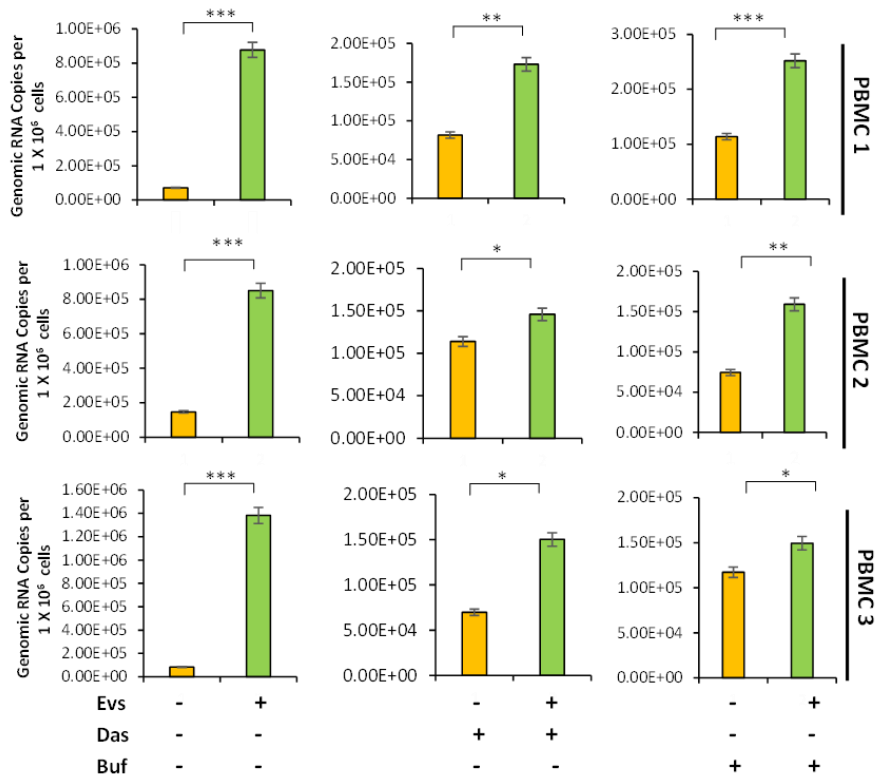 Genomic RNA Copies per
1 X 10⁶ cells
1.00E+06
8.00E+05
6.00E+05
4.00E+05
2.00E+05
0.00E+00
***
2.00E+05
1.50E+05
1.00E+05
5.00E+04
0.00E+00
**
3.00E+05
2.00E+05
1.00E+05
0.00E+00
***
PBMC 1
Genomic RNA Copies per
1 X 10⁶ cells
1.00E+06
8.00E+05
6.00E+05
4.00E+05
2.00E+05
0.00E+00
***
2.00E+05
1.50E+05
1.00E+05
5.00E+04
0.00E+00
*
2.00E+05
1.50E+05
1.00E+05
5.00E+04
0.00E+00
**
PBMC 2
Genomic RNA Copies per
1 X 10⁶ cells
1.60E+06
1.40E+06
1.20E+06
1.00E+06
8.00E+05
6.00E+05
4.00E+05
2.00E+05
0.00E+00
***
2.00E+05
1.50E+05
1.00E+05
5.00E+04
0.00E+00
*
2.00E+05
1.50E+05
1.00E+05
5.00E+04
0.00E+00
*
PBMC 3
Evs - + - + - +
Das - - + + - -
Buf - - - - + +